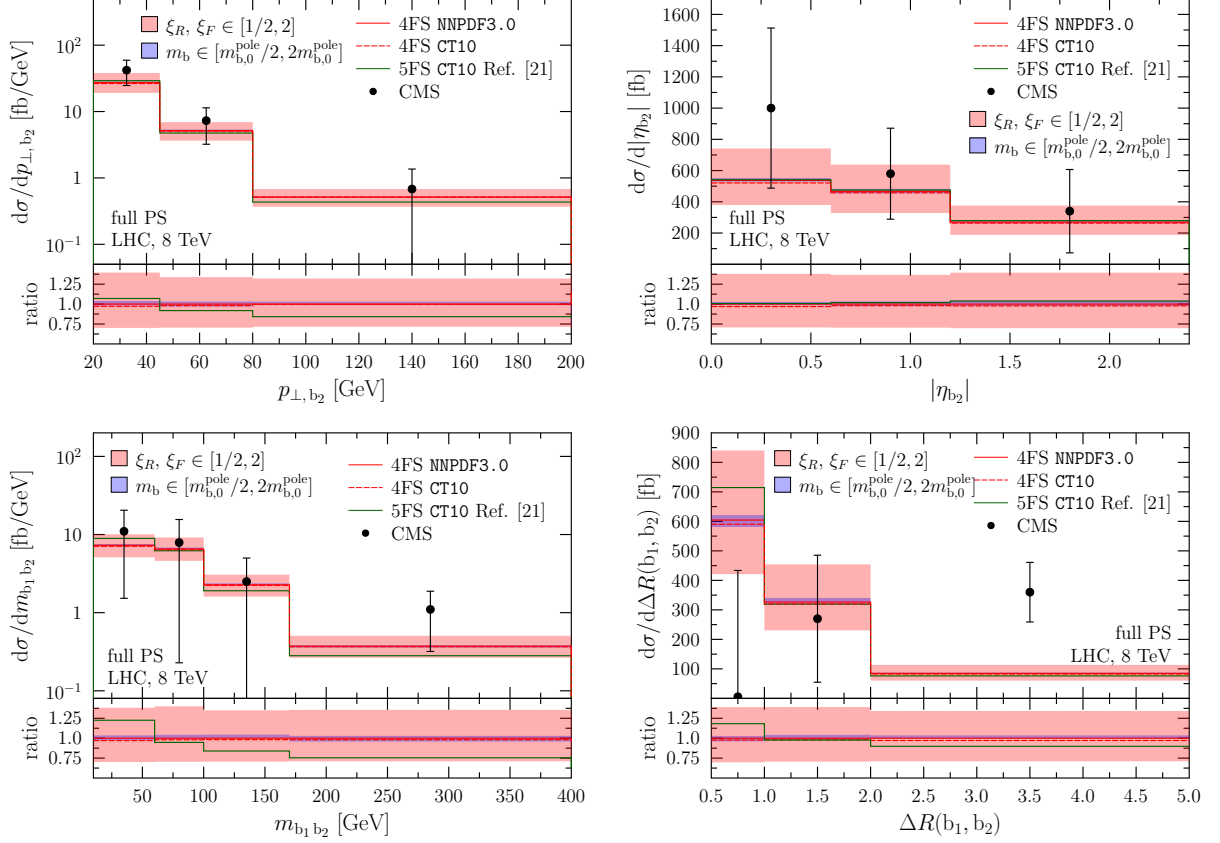 ξ_R, ξ_F ∈ [1/2, 2]
m_b ∈ [m_{b,0}^{pole}/2, 2m_{b,0}^{pole}]
4FS NNPDF3.0
4FS CT10
5FS CT10 Ref. [21]
CMS
dσ/dp_{⊥,b_2} [fb/GeV]
10^2
10
1
10^{−1}
full PS
LHC, 8 TeV
ratio
1.25
1.0
0.75
20 40 60 80 100 120 140 160 180 200
p_{⊥,b_2} [GeV]
dσ/d|η_{b_2}| [fb]
1600
1400
1200
1000
800
600
400
200
4FS NNPDF3.0
4FS CT10
5FS CT10 Ref. [21]
CMS
ξ_R, ξ_F ∈ [1/2, 2]
m_b ∈ [m_{b,0}^{pole}/2, 2m_{b,0}^{pole}]
full PS
LHC, 8 TeV
ratio
1.25
1.0
0.75
0.0 0.5 1.0 1.5 2.0
|η_{b_2}|
ξ_R, ξ_F ∈ [1/2, 2]
m_b ∈ [m_{b,0}^{pole}/2, 2m_{b,0}^{pole}]
4FS NNPDF3.0
4FS CT10
5FS CT10 Ref. [21]
CMS
dσ/dm_{b_1 b_2} [fb/GeV]
10^2
10
1
10^{−1}
full PS
LHC, 8 TeV
ratio
1.25
1.0
0.75
50 100 150 200 250 300 350 400
m_{b_1 b_2} [GeV]
dσ/dΔR(b_1, b_2) [fb]
900
800
700
600
500
400
300
200
100
ξ_R, ξ_F ∈ [1/2, 2]
m_b ∈ [m_{b,0}^{pole}/2, 2m_{b,0}^{pole}]
4FS NNPDF3.0
4FS CT10
5FS CT10 Ref. [21]
CMS
full PS
LHC, 8 TeV
ratio
1.25
1.0
0.75
0.5 1.0 1.5 2.0 2.5 3.0 3.5 4.0 4.5 5.0
ΔR(b_1, b_2)